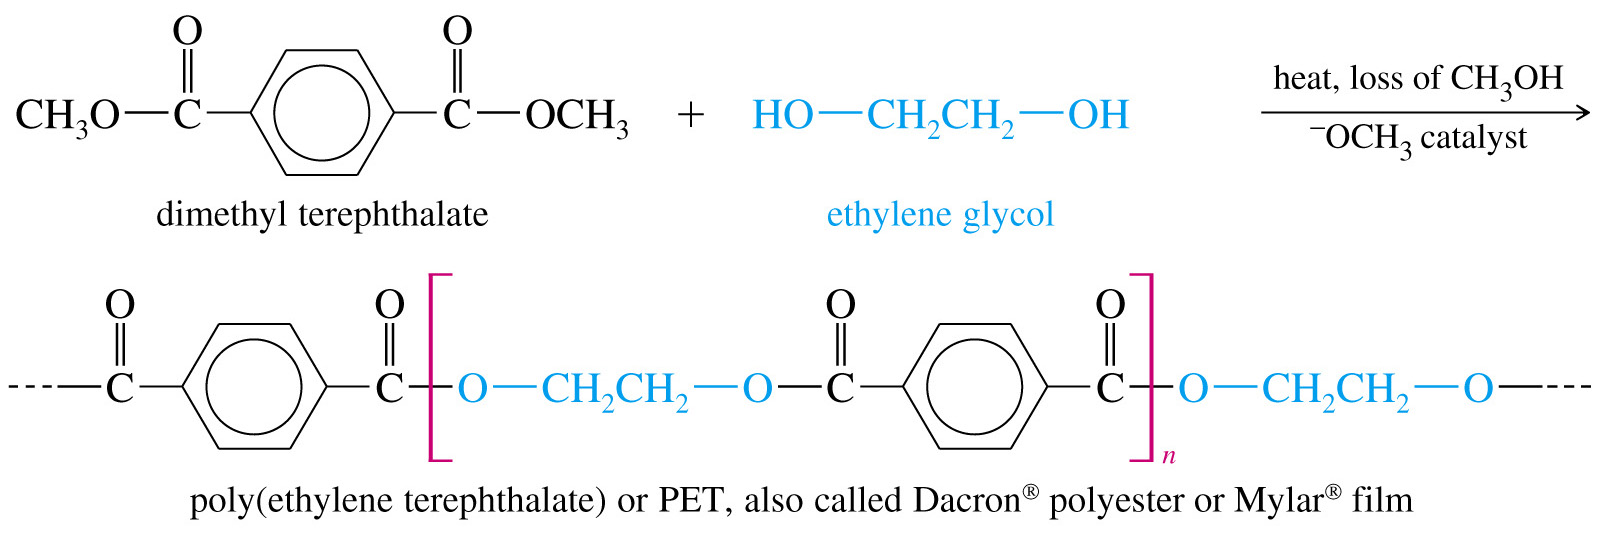 O O
CH₃O—C C—OCH₃ + HO—CH₂CH₂—OH heat, loss of CH₃OH
⁻OCH₃ catalyst
dimethyl terephthalate ethylene glycol
O O O O
C C O—CH₂CH₂—O—C C O—CH₂CH₂—O
n
poly(ethylene terephthalate) or PET, also called Dacron® polyester or Mylar® film